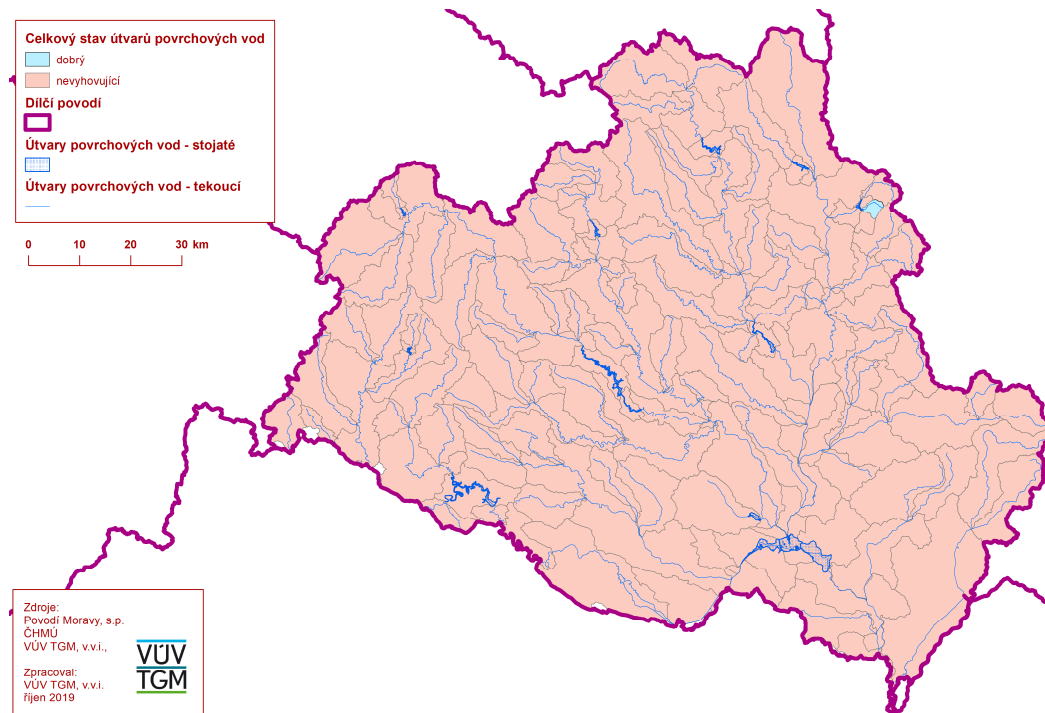 Celkový stav útvarů povrchových vod
dobrý
nevyhovující
Dílčí povodí
Útvary povrchových vod - stojaté
Útvary povrchových vod - tekoucí
0 10 20 30 km
Zdroje:
Povodí Moravy, s.p.
ČHMÚ
VÚV TGM, v.v.i.,
Zpracoval:
VÚV TGM, v.v.i.
říjen 2019
VÚV
TGM